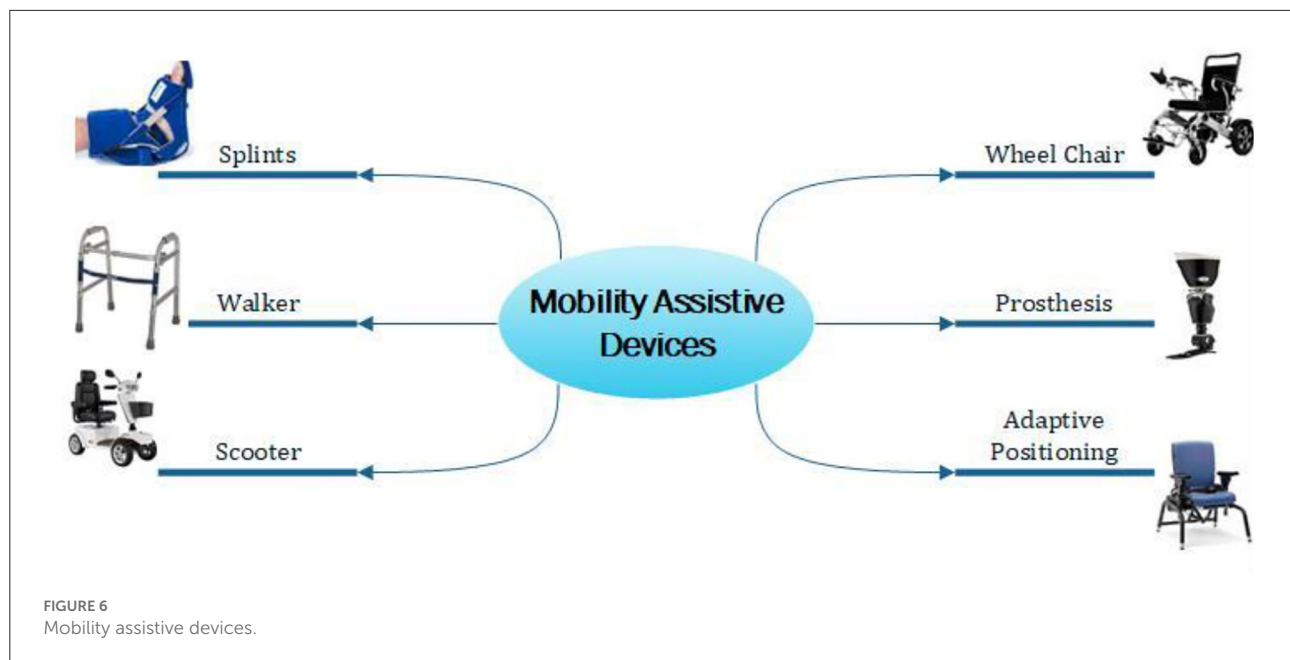 Splints
Wheel Chair
Walker
Mobility Assistive
Devices
Prosthesis
Scooter
Adaptive
Positioning
FIGURE 6
Mobility assistive devices.